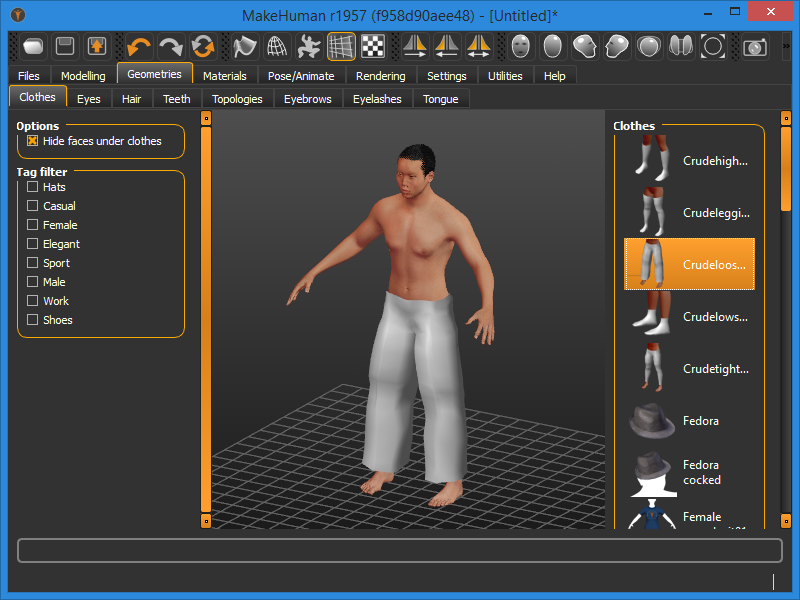 MakeHuman r1957 (f958d90aee48) - [Untitled]*
Files Modelling Geometries Materials Pose/Animate Rendering Settings Utilities Help
Clothes Eyes Hair Teeth Topologies Eyebrows Eyelashes Tongue
Options
Hide faces under clothes
Tag filter
Hats
Casual
Female
Elegant
Sport
Male
Work
Shoes
Clothes
Crudehigh...
Crudeleggi...
Crudeloos...
Crudelows...
Crudetight...
Fedora
Fedora
cocked
Female